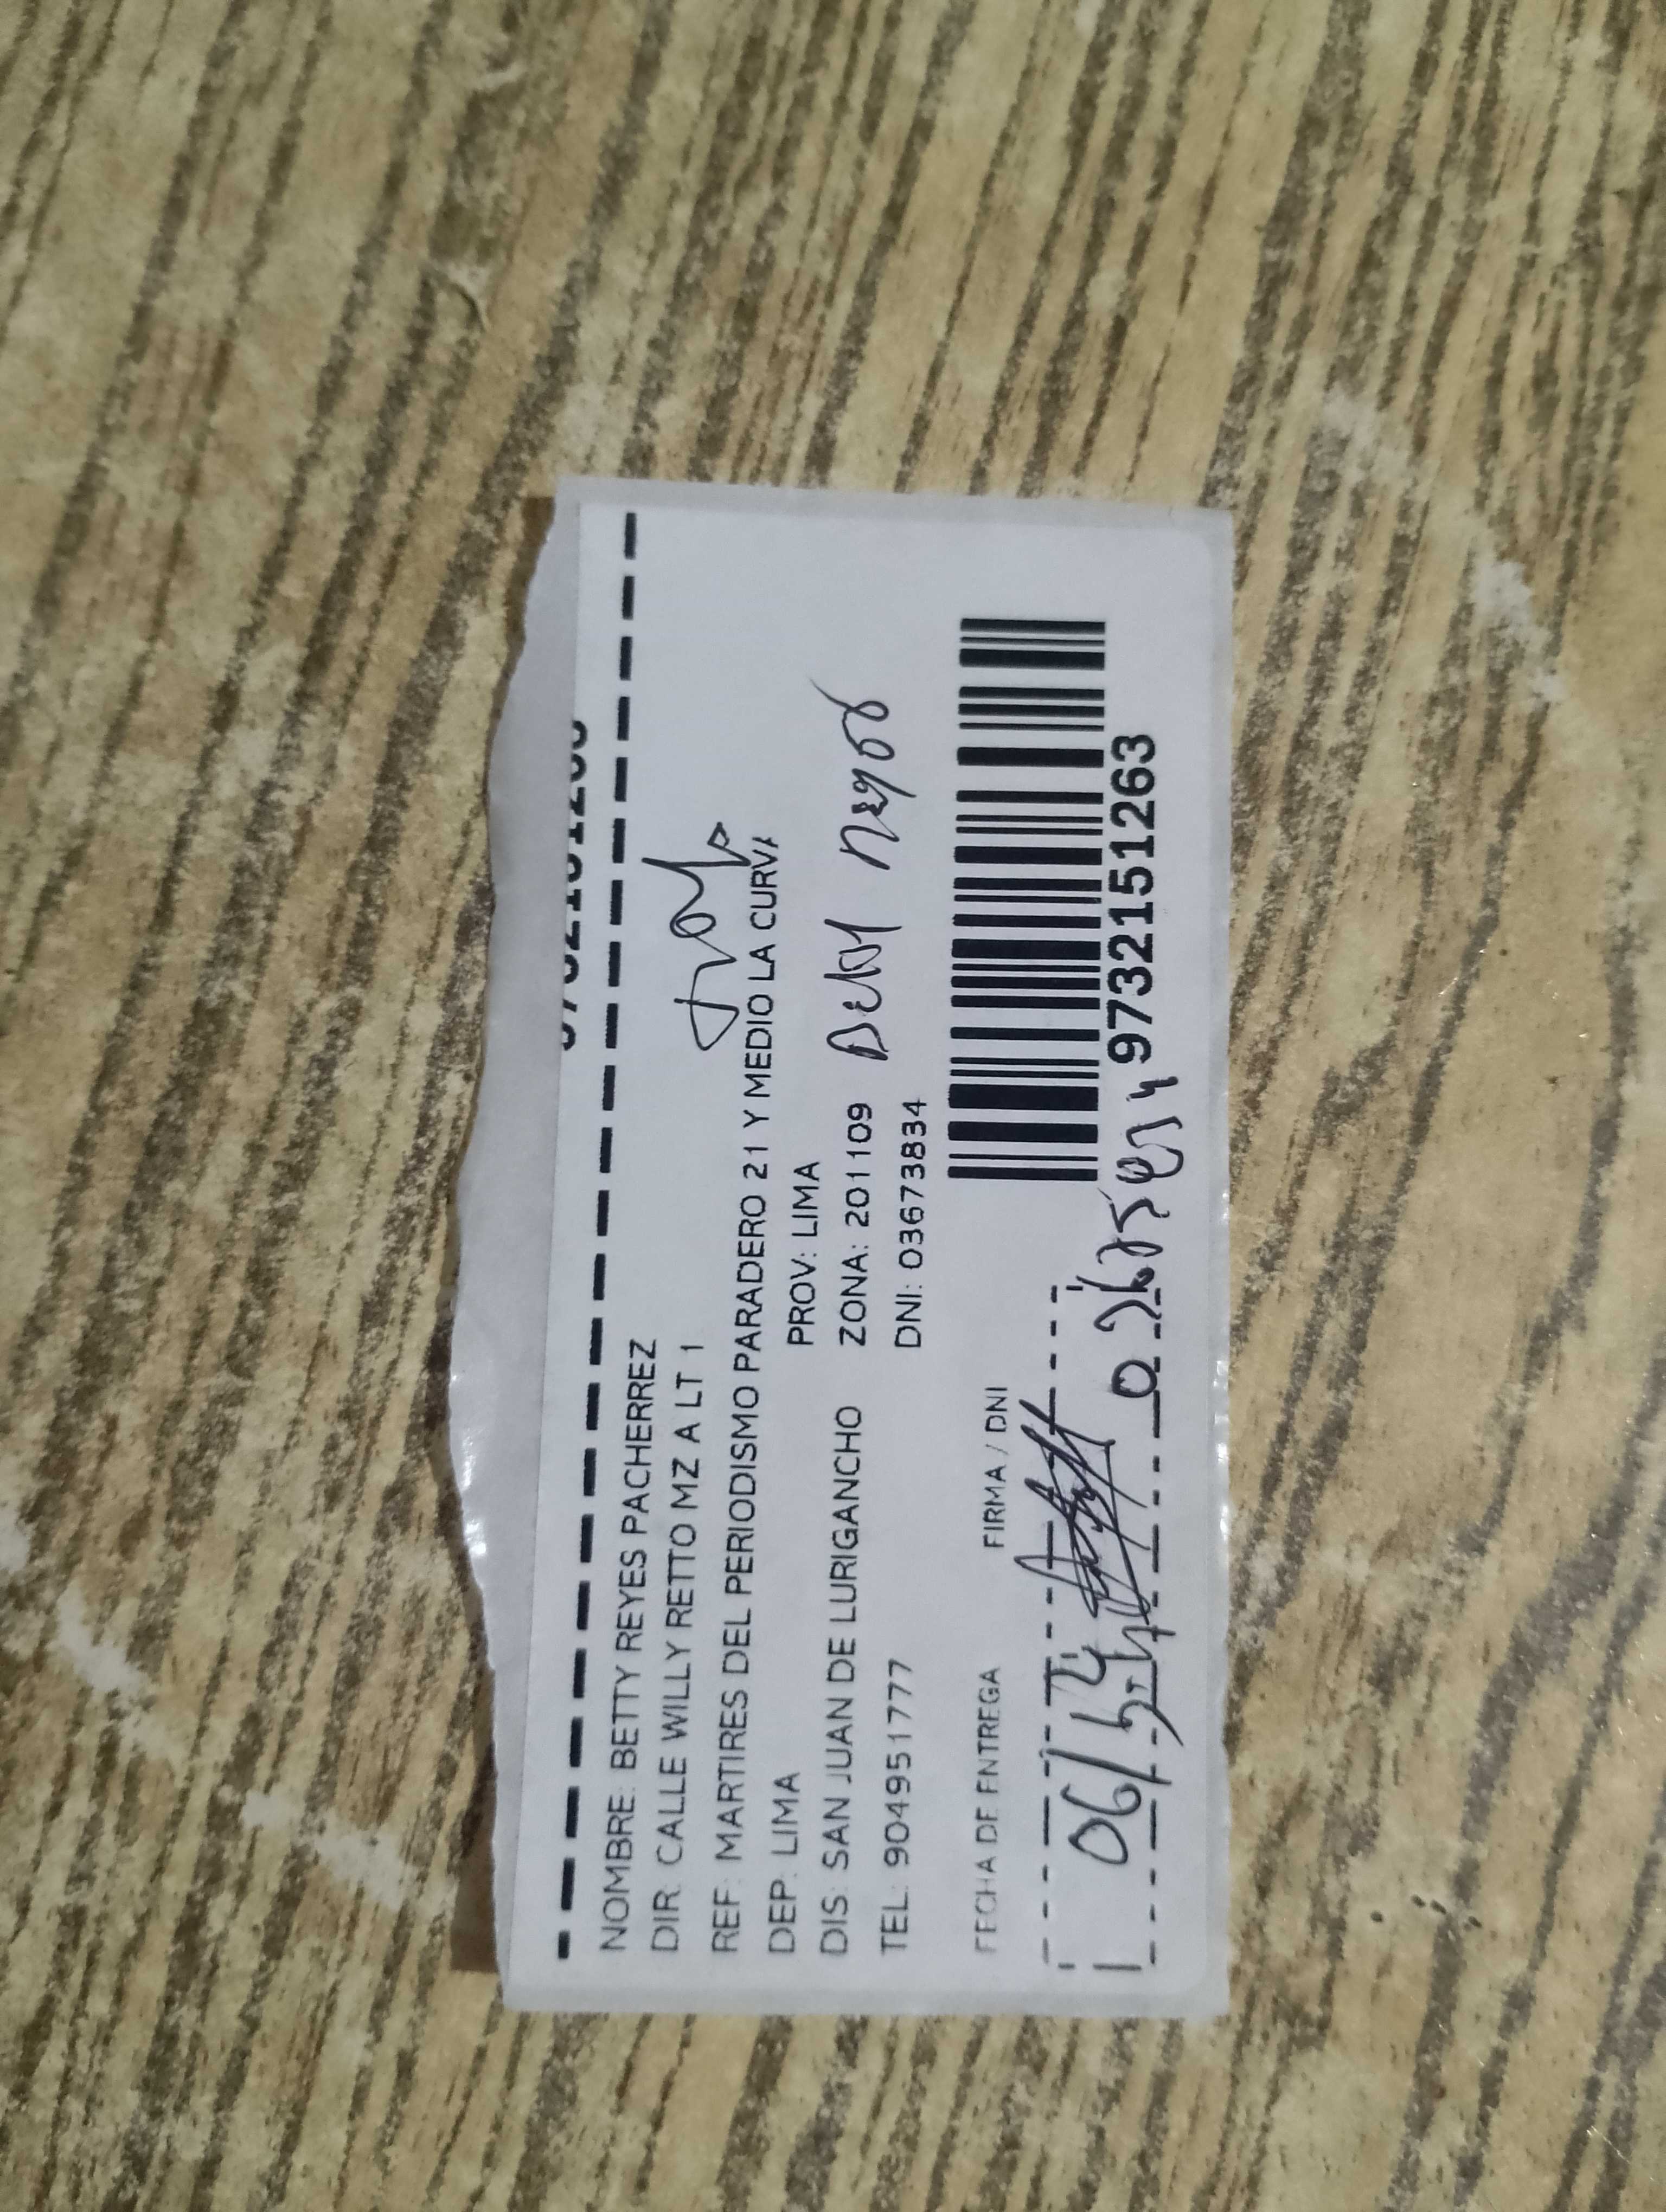 NOMBRE: BETTY REYES PACHERREZ
DIR: CALLE WILLY RETTO MZ A LT 1
REF: MARTIRES DEL PERIODISMO PARADERO 21 Y MEDIO LA CURVA
DEP: LIMA PROV: LIMA
DIS: SAN JUAN DE LURIGANCHO ZONA: 201109
TEL: 904951777 DNI: 03673834
FECHA DE ENTREGA FIRMA / DNI
9732151263